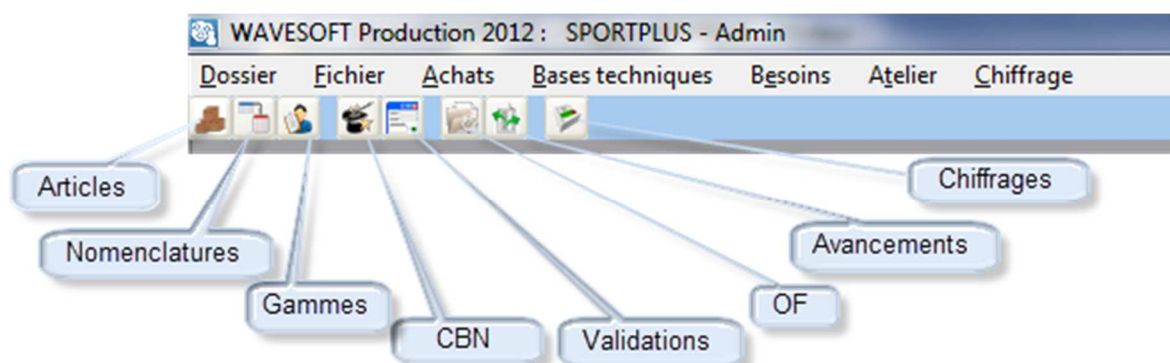 WAVESOFT Production 2012 : SPORTPLUS - Admin
Dossier Fichier Achats Bases techniques Besoins Atelier Chiffrage
Articles
Chiffrages
Nomenclatures
Avancements
Gammes
OF
CBN
Validations